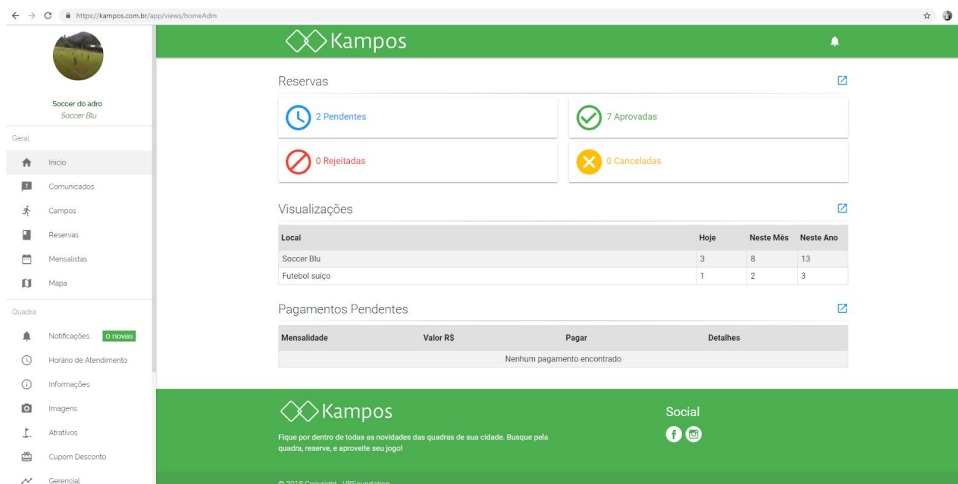 https://kampos.com.br/app/views/homeAdm
Kampos
Soccer do adro
Soccer Blu
Geral
Inicio
Comunicados
Campos
Reservas
Mensalistas
Mapa
Quadra
Notificações 0 novas
Horário de Atendimento
Informações
Imagens
Atrativos
Cupom Desconto
Gerencial
Reservas
2 Pendentes
7 Aprovadas
0 Rejeitadas
0 Canceladas
Visualizações
Local Hoje Neste Mês Neste Ano
Soccer Blu 3 8 13
Futebol suíço 1 2 3
Pagamentos Pendentes
Mensalidade Valor R$ Pagar Detalhes
Nenhum pagamento encontrado
Kampos
Fique por dentro de todas as novidades das quadras de sua cidade. Busque pela
quadra, reserve, e aproveite seu jogo!
Social